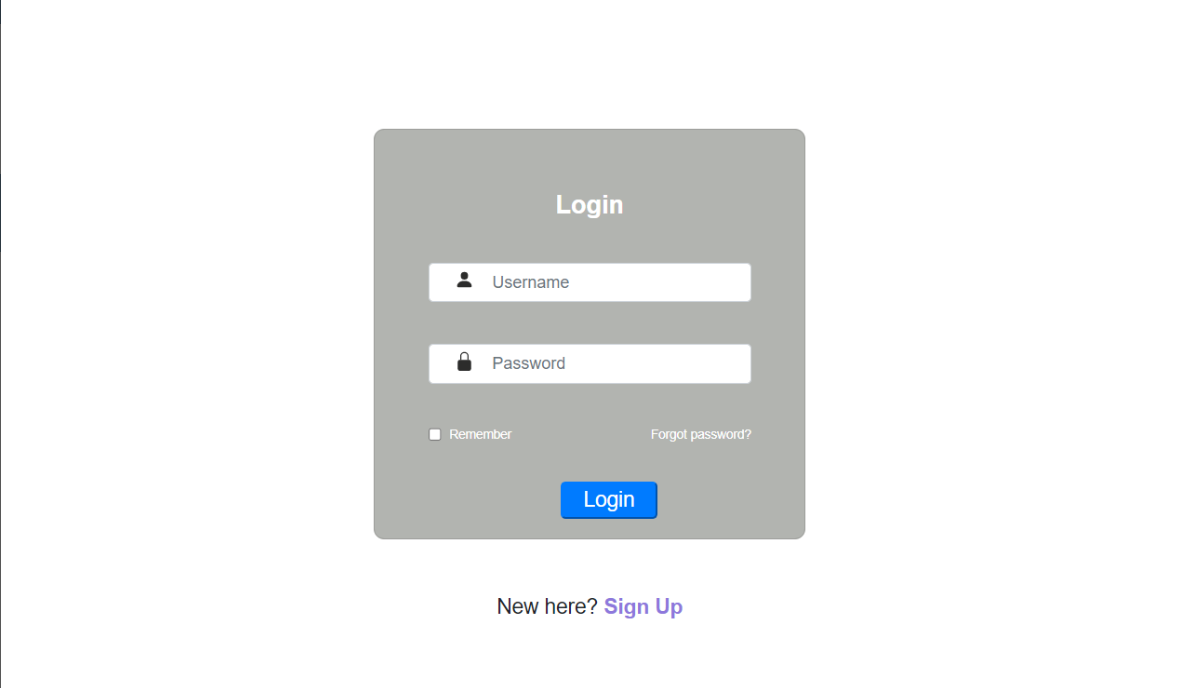 Login
Username
Password
Remember Forgot password?
Login
New here? Sign Up